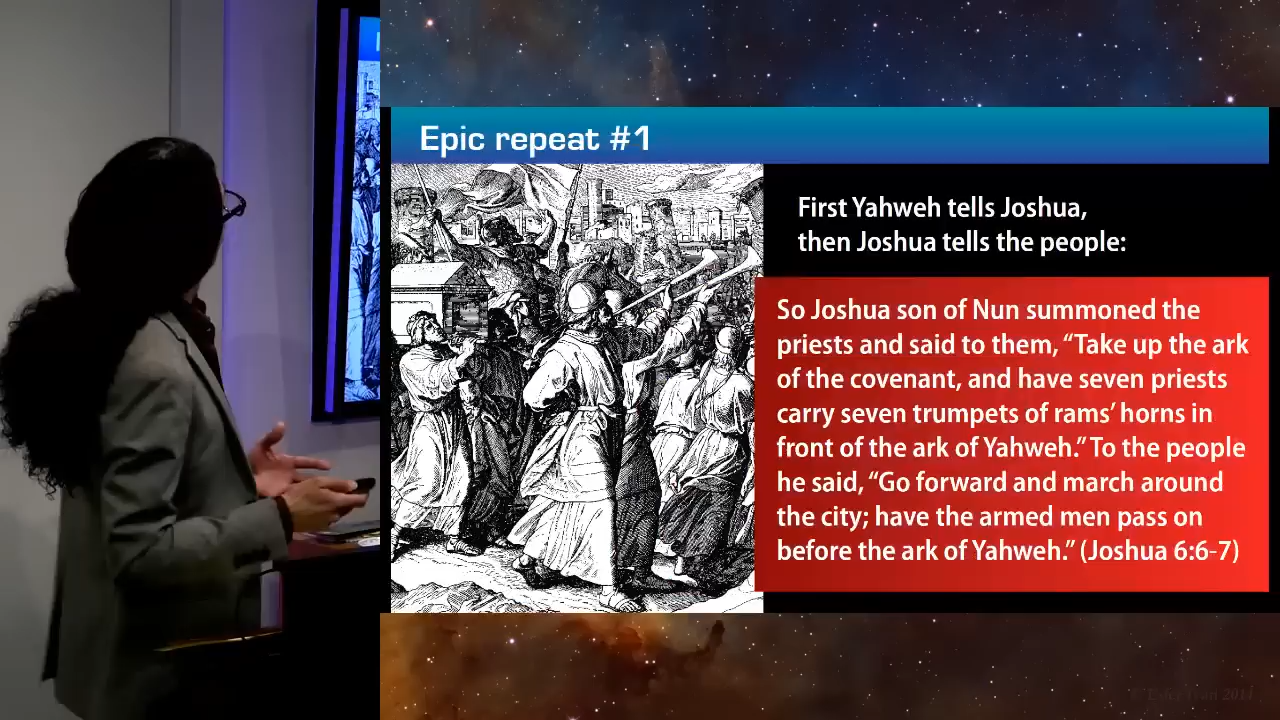 Epic repeat #1
First Yahweh tells Joshua,
then Joshua tells the people:
So Joshua son of Nun summoned the
priests and said to them, “Take up the ark
of the covenant, and have seven priests
carry seven trumpets of rams’ horns in
front of the ark of Yahweh.” To the people
he said, “Go forward and march around
the city; have the armed men pass on
before the ark of Yahweh.” (Joshua 6:6-7)